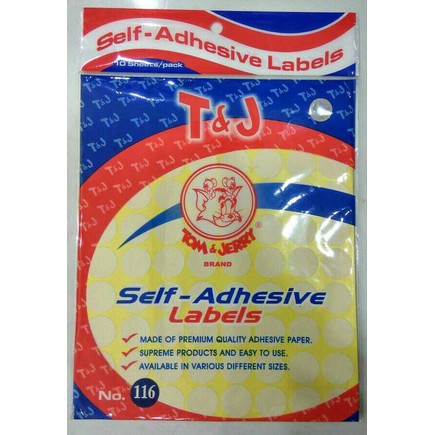 Self-Adhesive Labels
10 Sheets/pack
T&J
TOM & JERRY
BRAND
Self-Adhesive
Labels
MADE OF PREMIUM QUALITY ADHESIVE PAPER.
SUPREME PRODUCTS AND EASY TO USE.
AVAILABLE IN VARIOUS DIFFERENT SIZES.
No. 116